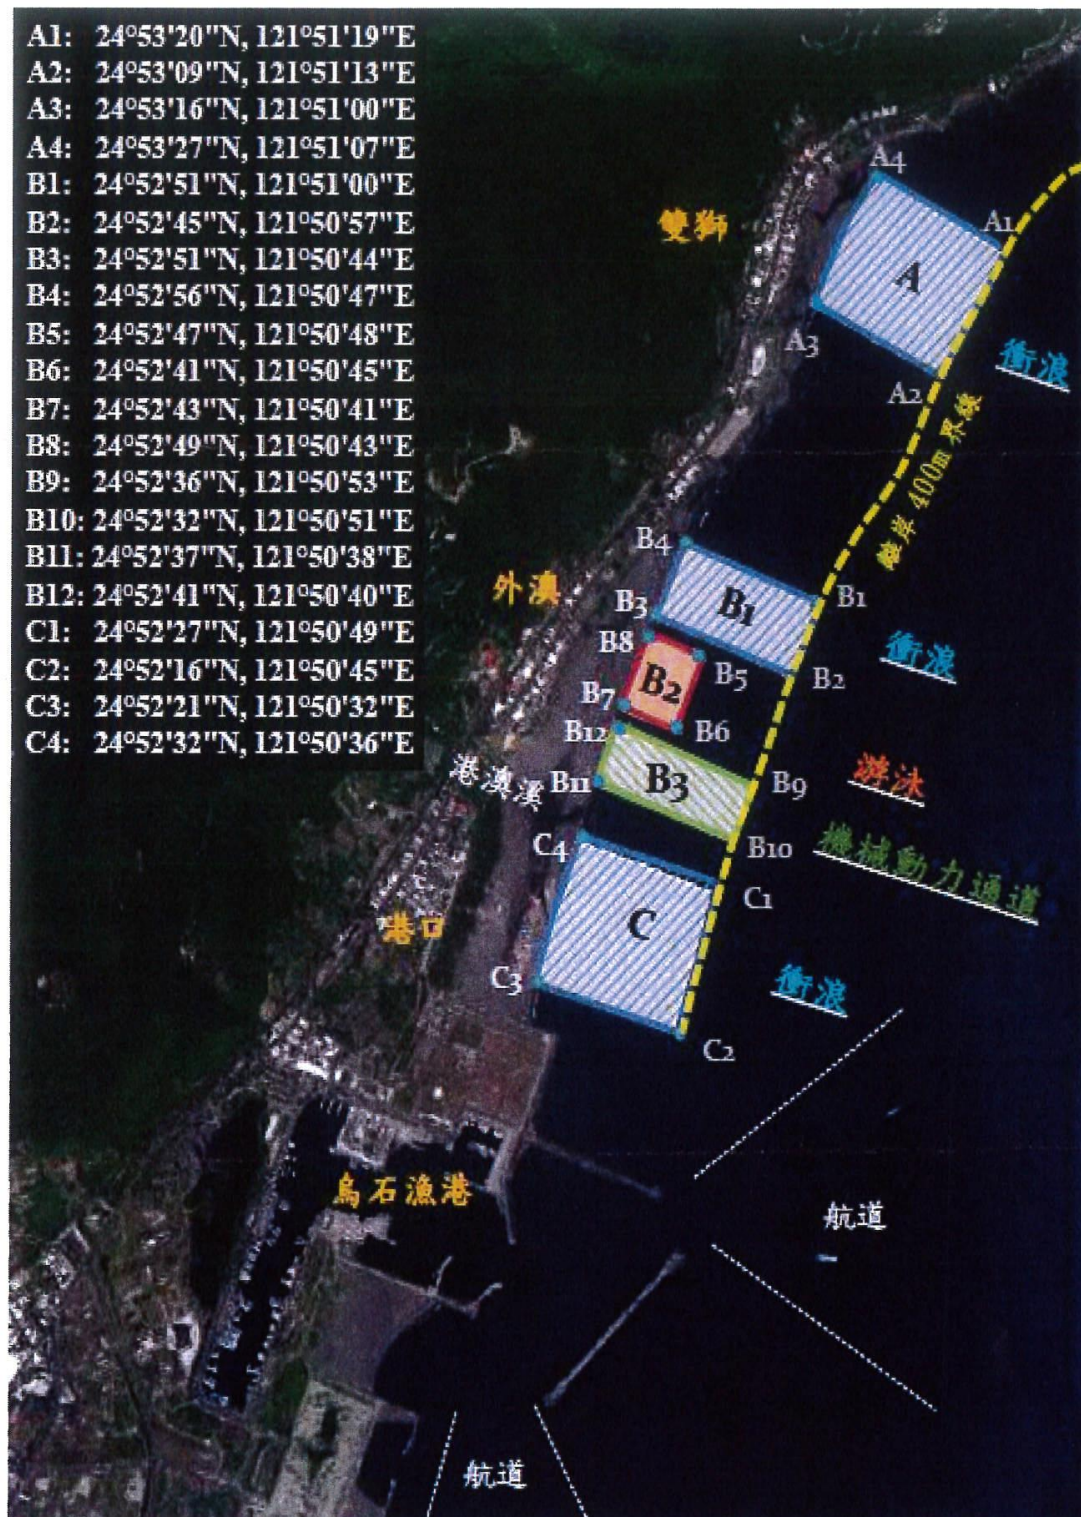 A1: 24°53'20"N, 121°51'19"E
A2: 24°53'09"N, 121°51'13"E
A3: 24°53'16"N, 121°51'00"E
A4: 24°53'27"N, 121°51'07"E
B1: 24°52'51"N, 121°51'00"E
B2: 24°52'45"N, 121°50'57"E
B3: 24°52'51"N, 121°50'44"E
B4: 24°52'56"N, 121°50'47"E
B5: 24°52'47"N, 121°50'48"E
B6: 24°52'41"N, 121°50'45"E
B7: 24°52'43"N, 121°50'41"E
B8: 24°52'49"N, 121°50'43"E
B9: 24°52'36"N, 121°50'53"E
B10: 24°52'32"N, 121°50'51"E
B11: 24°52'37"N, 121°50'38"E
B12: 24°52'41"N, 121°50'40"E
C1: 24°52'27"N, 121°50'49"E
C2: 24°52'16"N, 121°50'45"E
C3: 24°52'21"N, 121°50'32"E
C4: 24°52'32"N, 121°50'36"E
A4
A1
雙獅
A
A3
A2
衝浪
離岸 400m 界線
B4
B1
B1
外澳
B3
B8
B5
B2
衝浪
B2
B7
B6
B12
游泳
港澳溪
B11
B3
B9
B10
機械動力通道
C4
C1
C
港口
C3
衝浪
C2
烏石漁港
航道
航道